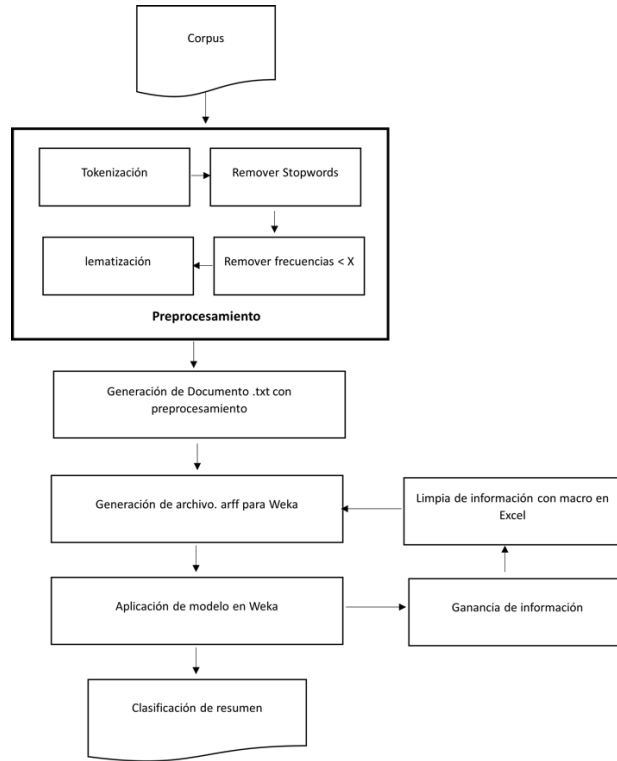 Corpus
Tokenización
Remover Stopwords
lematización
Remover frecuencias < X
Preprocesamiento
Generación de Documento .txt con
preprocesamiento
Generación de archivo. arff para Weka
Limpia de información con macro en
Excel
Aplicación de modelo en Weka
Ganancia de información
Clasificación de resumen